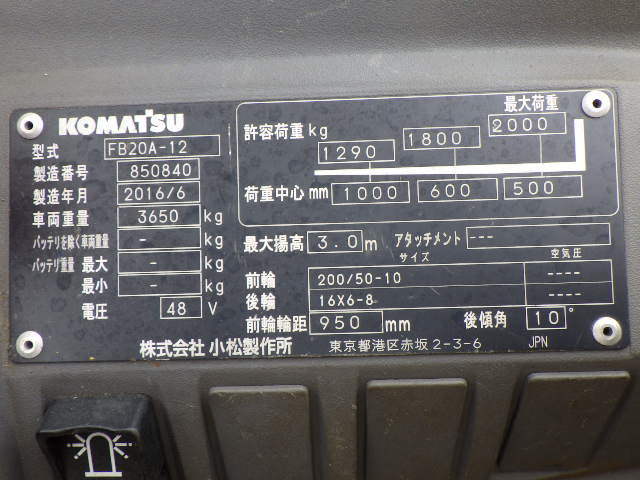 KOMATSU
型式 FB20A-12
製造番号 850840
製造年月 2016/6
車両重量 3650 kg
バッテリを除く車両重量 - kg
バッテリ重量 最大 - kg
最小 - kg
電圧 48 V
最大荷重
許容荷重 kg 1290 1800 2000
荷重中心 mm 1000 600 500
最大揚高 3.0 m アタッチメント ---
サイズ 空気圧
前輪 200/50-10 ----
後輪 16X6-8 ----
前輪輪距 950 mm 後傾角 10°
株式会社 小松製作所 東京都港区赤坂 2-3-6 JPN